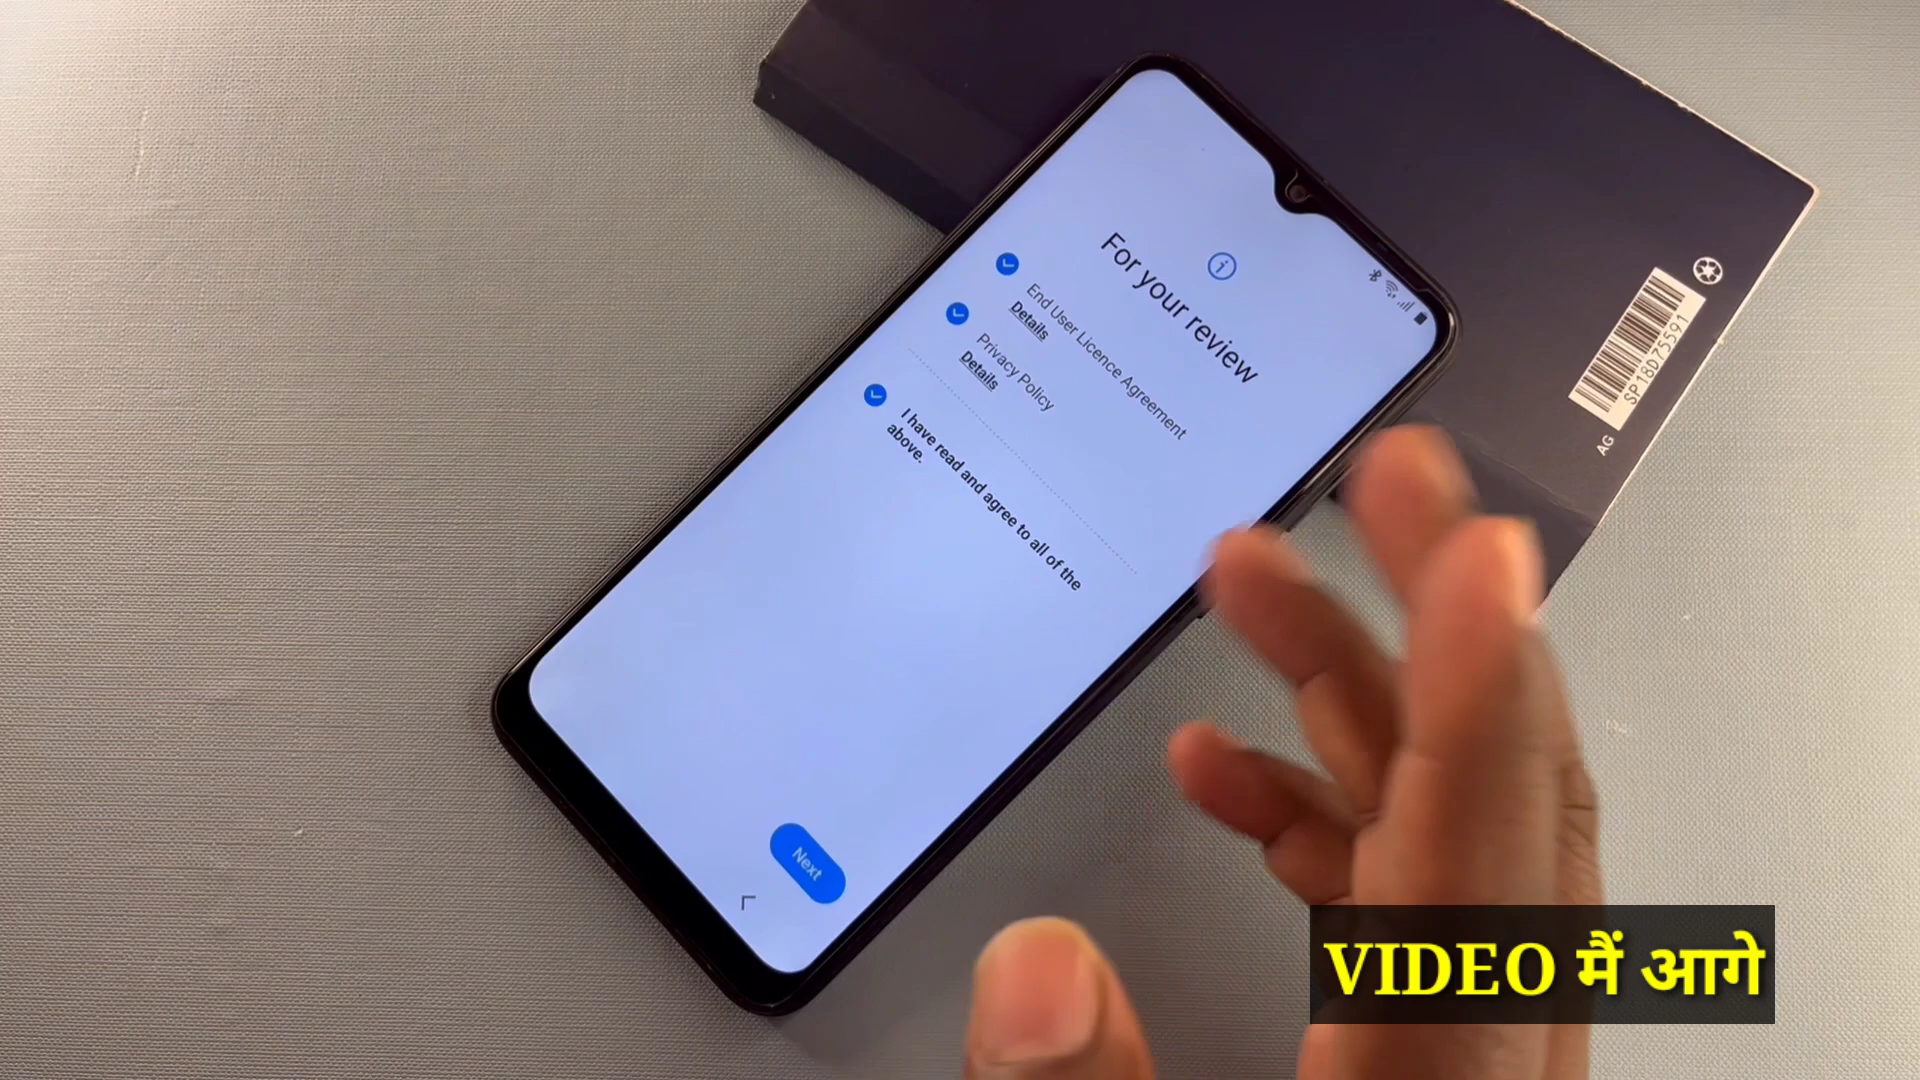 For your review
End User Licence Agreement
Details
Privacy Policy
Details
I have read and agree to all of the
above.
Next
SP18D75591
AG
VIDEO मैं आगे